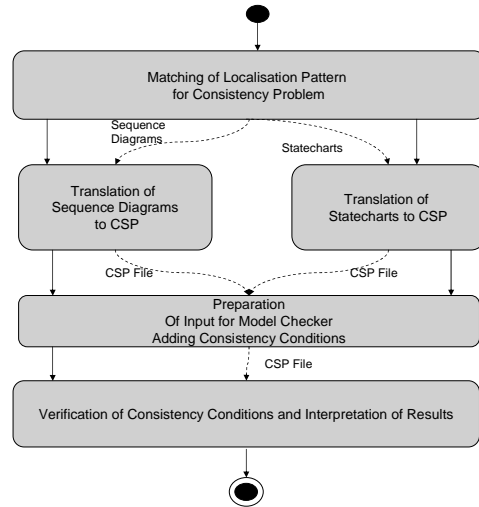 Matching of Localisation Pattern
for Consistency Problem
Sequence
Diagrams
Statecharts
Translation of
Sequence Diagrams
to CSP
Translation of
Statecharts to CSP
CSP File
CSP File
Preparation
Of Input for Model Checker
Adding Consistency Conditions
CSP File
Verification of Consistency Conditions and Interpretation of Results